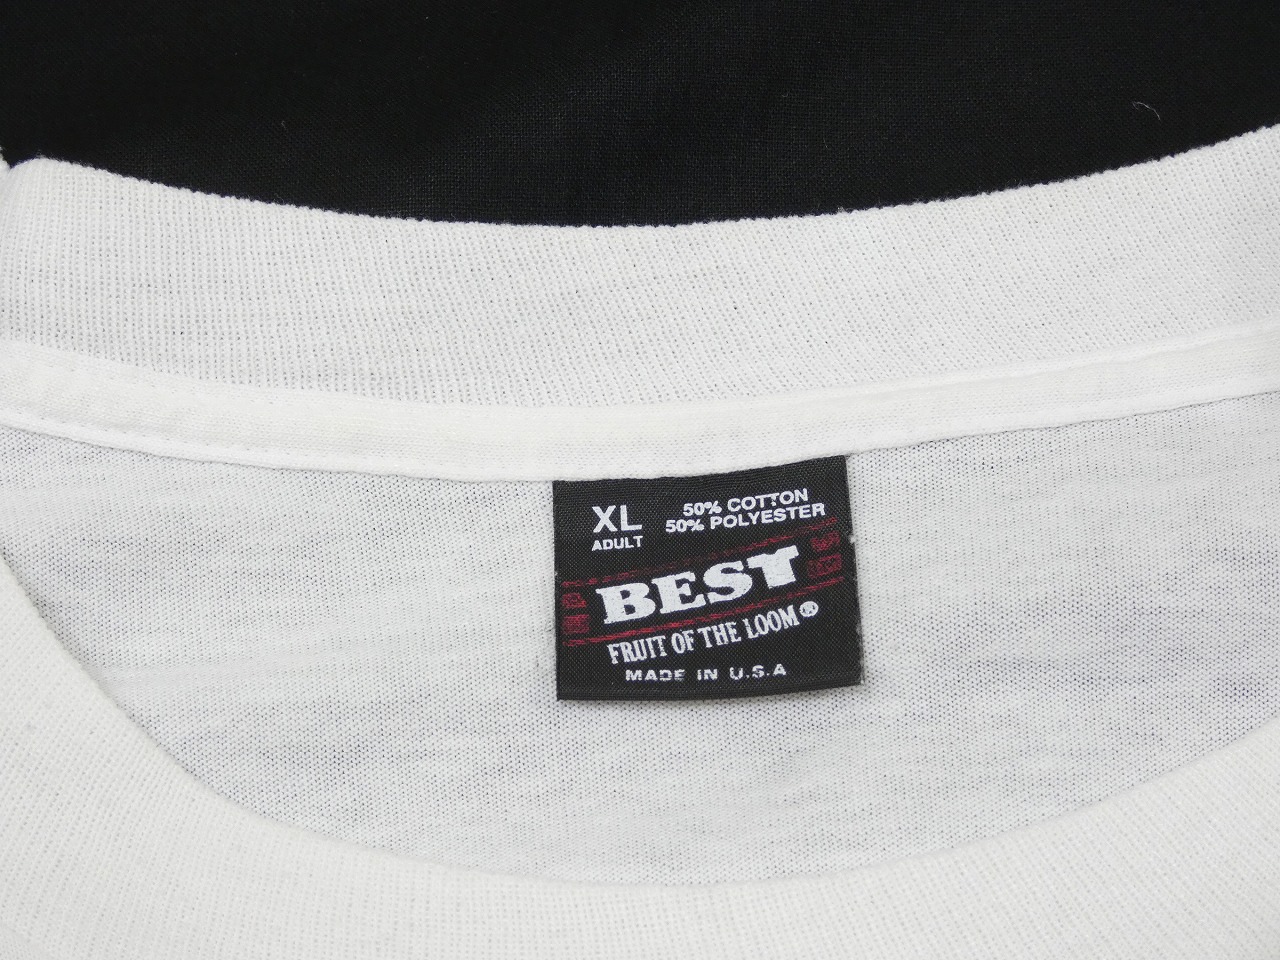 XL
ADULT
50% COTTON
50% POLYESTER
BEST
FRUIT OF THE LOOM®
MADE IN U.S.A